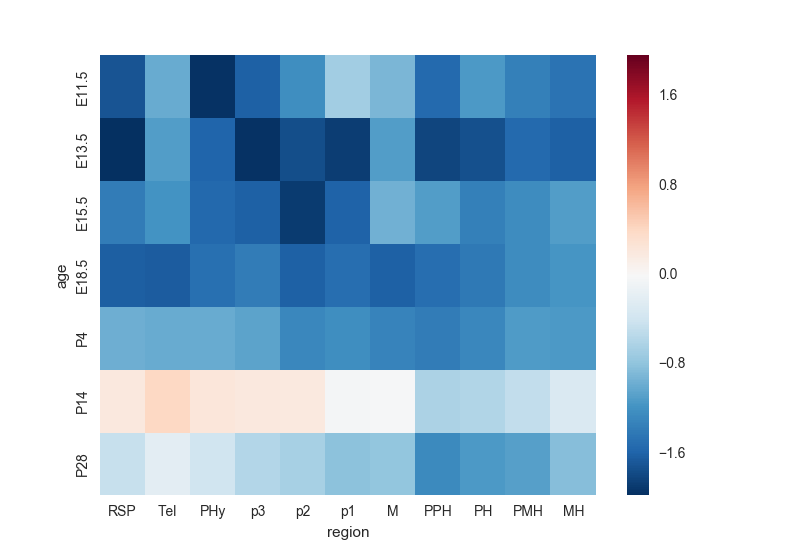 E11.5
E13.5
E15.5
E18.5
P4
P14
P28
age
RSP Tel PHy p3 p2 p1 M PPH PH PMH MH
region
1.6
0.8
0.0
−0.8
−1.6